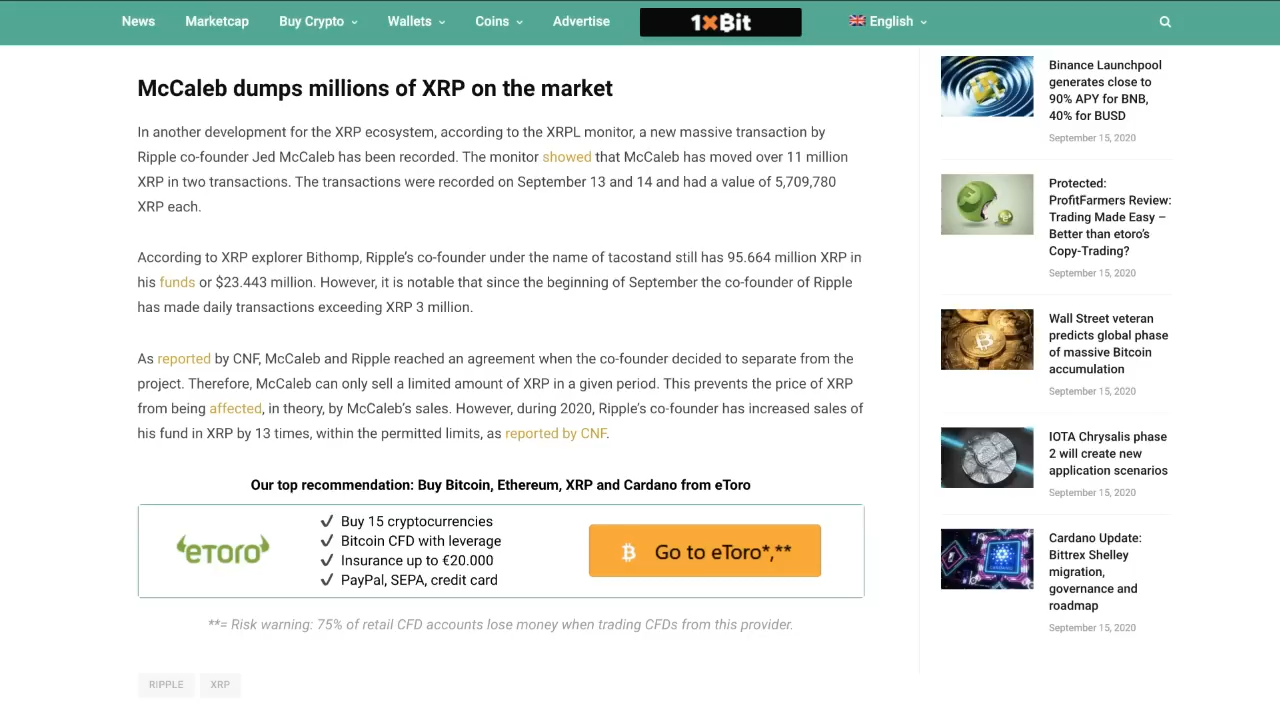 News Marketcap Buy Crypto Wallets Coins Advertise 1xBit English
McCaleb dumps millions of XRP on the market
In another development for the XRP ecosystem, according to the XRPL monitor, a new massive transaction by
Ripple co-founder Jed McCaleb has been recorded. The monitor showed that McCaleb has moved over 11 million
XRP in two transactions. The transactions were recorded on September 13 and 14 and had a value of 5,709,780
XRP each.
According to XRP explorer Bithomp, Ripple's co-founder under the name of tacostand still has 95.664 million XRP in
his funds or $23.443 million. However, it is notable that since the beginning of September the co-founder of Ripple
has made daily transactions exceeding XRP 3 million.
As reported by CNF, McCaleb and Ripple reached an agreement when the co-founder decided to separate from the
project. Therefore, McCaleb can only sell a limited amount of XRP in a given period. This prevents the price of XRP
from being affected, in theory, by McCaleb's sales. However, during 2020, Ripple's co-founder has increased sales of
his fund in XRP by 13 times, within the permitted limits, as reported by CNF.
Our top recommendation: Buy Bitcoin, Ethereum, XRP and Cardano from eToro
eToro
Buy 15 cryptocurrencies
Bitcoin CFD with leverage
Insurance up to €20.000
PayPal, SEPA, credit card
Go to eToro*,**
**= Risk warning: 75% of retail CFD accounts lose money when trading CFDs from this provider.
RIPPLE XRP
Binance Launchpool
generates close to
90% APY for BNB,
40% for BUSD
September 15, 2020
Protected:
ProfitFarmers Review:
Trading Made Easy –
Better than etoro's
Copy-Trading?
September 15, 2020
Wall Street veteran
predicts global phase
of massive Bitcoin
accumulation
September 15, 2020
IOTA Chrysalis phase
2 will create new
application scenarios
September 15, 2020
Cardano Update:
Bittrex Shelley
migration,
governance and
roadmap
September 15, 2020